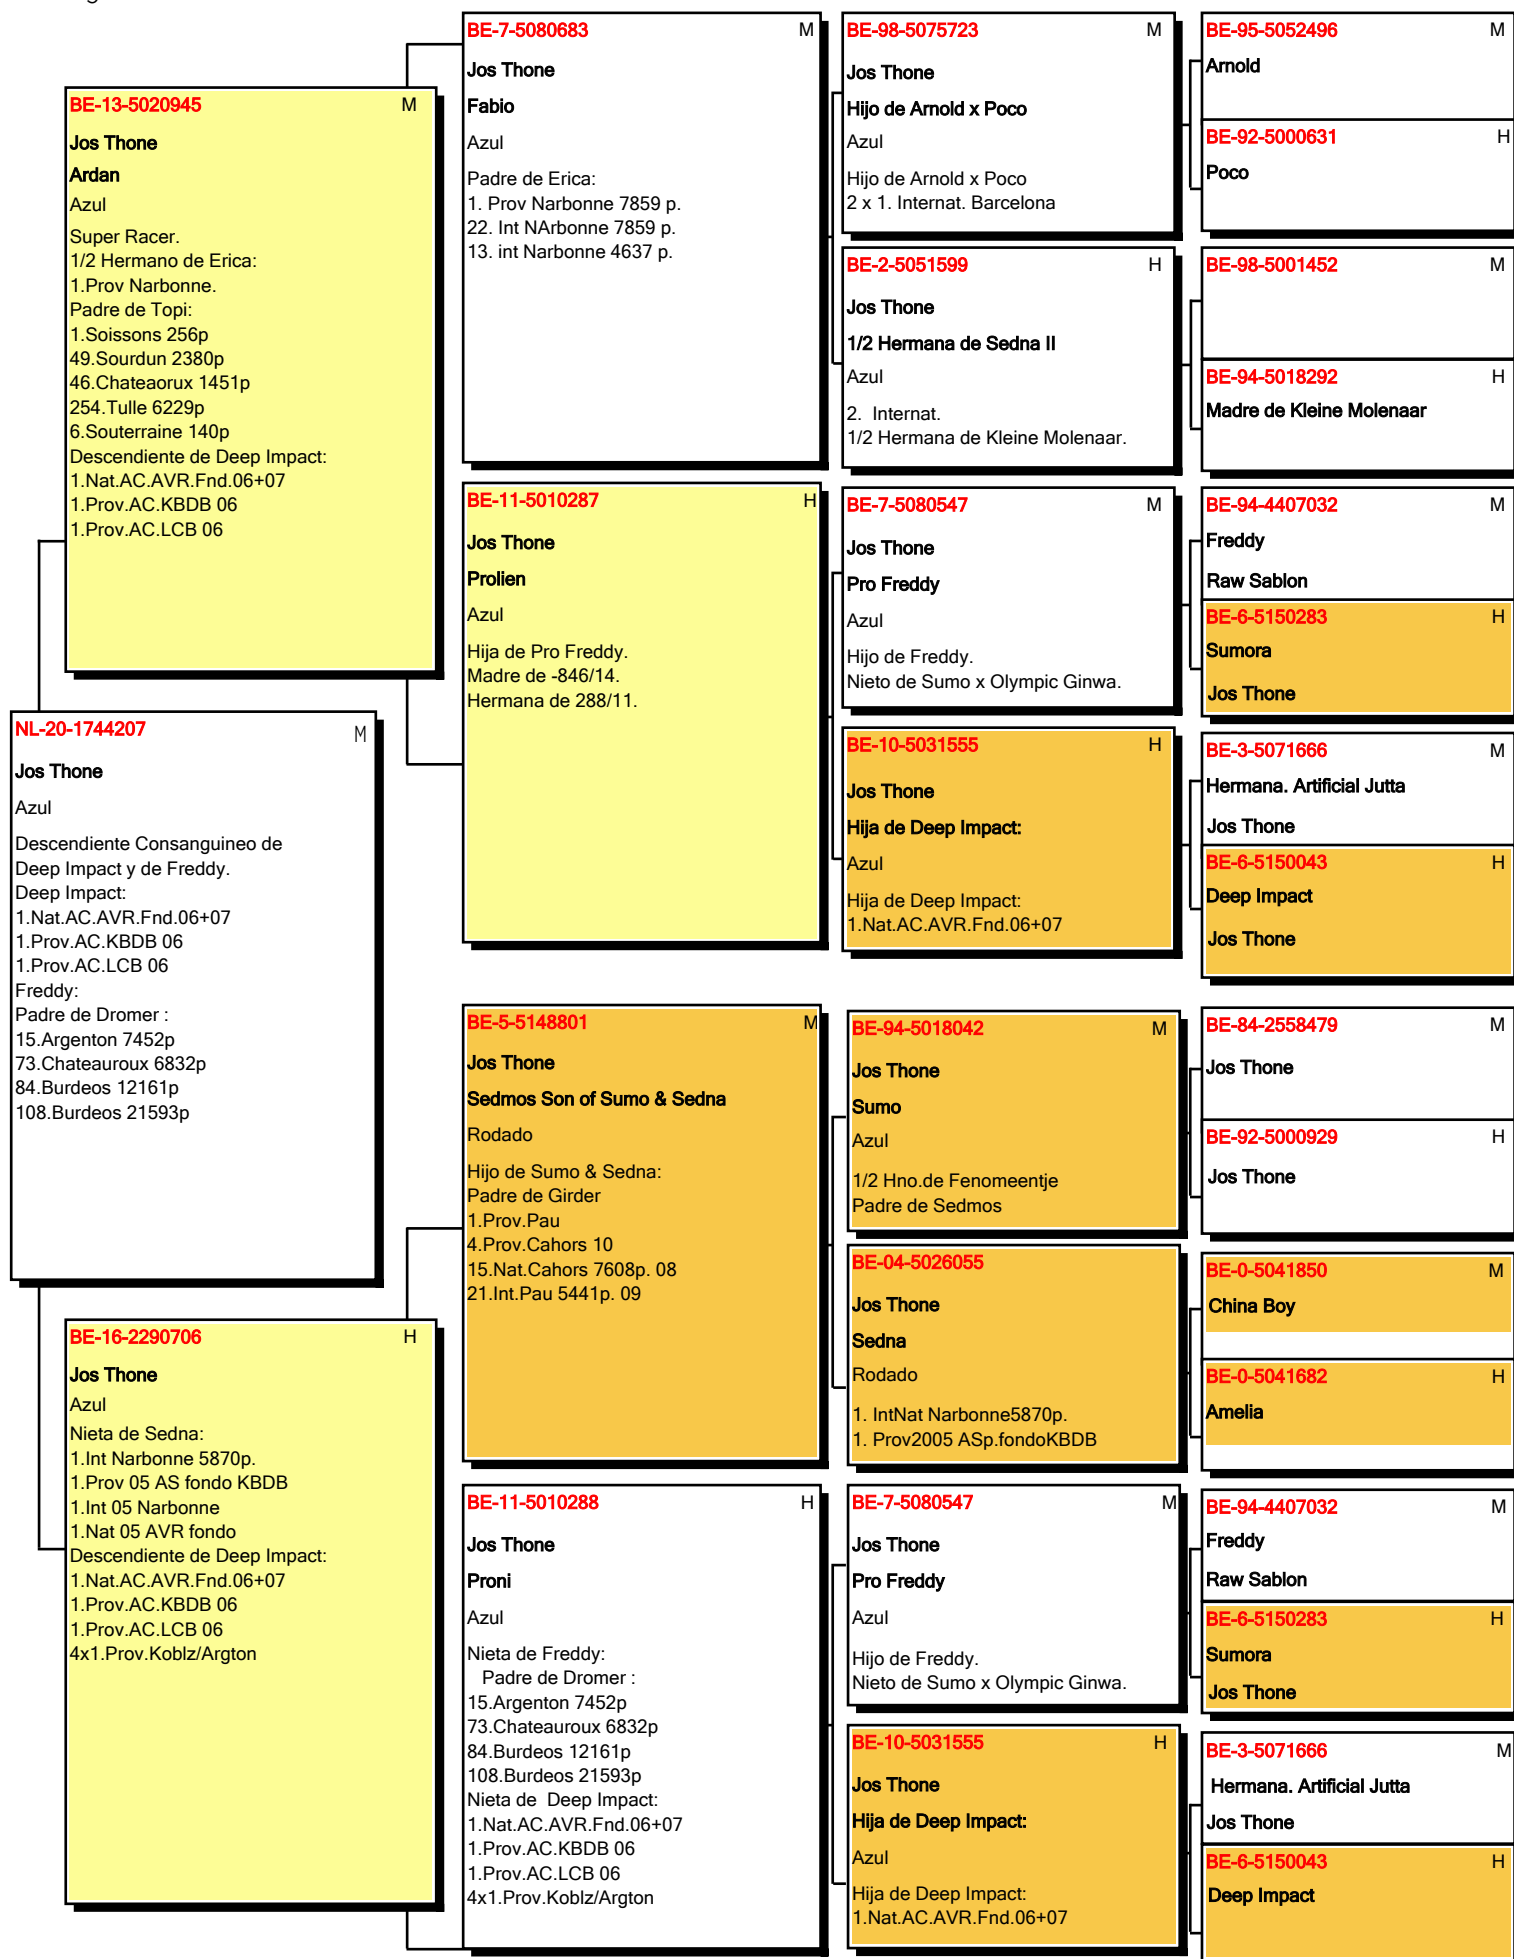 BE-13-5020945 M
Jos Thone
Ardan
Azul
Super Racer.
1/2 Hermano de Erica:
1.Prov Narbonne.
Padre de Topi:
1.Soissons 256p
49.Sourdun 2380p
46.Chateaorux 1451p
254.Tulle 6229p
6.Souterraine 140p
Descendiente de Deep Impact:
1.Nat.AC.AVR.Fnd.06+07
1.Prov.AC.KBDB 06
1.Prov.AC.LCB 06
NL-20-1744207 M
Jos Thone
Azul
Descendiente Consanguineo de
Deep Impact y de Freddy.
Deep Impact:
1.Nat.AC.AVR.Fnd.06+07
1.Prov.AC.KBDB 06
1.Prov.AC.LCB 06
Freddy:
Padre de Dromer :
15.Argenton 7452p
73.Chateauroux 6832p
84.Burdeos 12161p
108.Burdeos 21593p
BE-16-2290706 H
Jos Thone
Azul
Nieta de Sedna:
1.Int Narbonne 5870p.
1.Prov 05 AS fondo KBDB
1.Int 05 Narbonne
1.Nat 05 AVR fondo
Descendiente de Deep Impact:
1.Nat.AC.AVR.Fnd.06+07
1.Prov.AC.KBDB 06
1.Prov.AC.LCB 06
4x1.Prov.Koblz/Argton
BE-7-5080683 M
Jos Thone
Fabio
Azul
Padre de Erica:
1. Prov Narbonne 7859 p.
22. Int NArbonne 7859 p.
13. int Narbonne 4637 p.
BE-11-5010287 H
Jos Thone
Prolien
Azul
Hija de Pro Freddy.
Madre de -846/14.
Hermana de 288/11.
BE-5-5148801 M
Jos Thone
Sedmos Son of Sumo & Sedna
Rodado
Hijo de Sumo & Sedna:
Padre de Girder
1.Prov.Pau
4.Prov.Cahors 10
15.Nat.Cahors 7608p. 08
21.Int.Pau 5441p. 09
BE-11-5010288 H
Jos Thone
Proni
Azul
Nieta de Freddy:
Padre de Dromer :
15.Argenton 7452p
73.Chateauroux 6832p
84.Burdeos 12161p
108.Burdeos 21593p
Nieta de Deep Impact:
1.Nat.AC.AVR.Fnd.06+07
1.Prov.AC.KBDB 06
1.Prov.AC.LCB 06
4x1.Prov.Koblz/Argton
BE-98-5075723 M
Jos Thone
Hijo de Arnold x Poco
Azul
Hijo de Arnold x Poco
2 x 1. Internat. Barcelona
BE-2-5051599 H
Jos Thone
1/2 Hermana de Sedna II
Azul
2. Internat.
1/2 Hermana de Kleine Molenaar.
BE-7-5080547 M
Jos Thone
Pro Freddy
Azul
Hijo de Freddy.
Nieto de Sumo x Olympic Ginwa.
BE-10-5031555 H
Jos Thone
Hija de Deep Impact:
Azul
Hija de Deep Impact:
1.Nat.AC.AVR.Fnd.06+07
BE-94-5018042 M
Jos Thone
Sumo
Azul
1/2 Hno.de Fenomeentje
Padre de Sedmos
BE-04-5026055
Jos Thone
Sedna
Rodado
1. IntNat Narbonne5870p.
1. Prov2005 ASp.fondoKBDB
BE-7-5080547 M
Jos Thone
Pro Freddy
Azul
Hijo de Freddy.
Nieto de Sumo x Olympic Ginwa.
BE-10-5031555 H
Jos Thone
Hija de Deep Impact:
Azul
Hija de Deep Impact:
1.Nat.AC.AVR.Fnd.06+07
BE-95-5052496 M
Arnold
BE-92-5000631 H
Poco
BE-98-5001452 M
BE-94-5018292 H
Madre de Kleine Molenaar
BE-94-4407032 M
Freddy
Raw Sablon
BE-6-5150283 H
Sumora
Jos Thone
BE-3-5071666 M
Hermana. Artificial Jutta
Jos Thone
BE-6-5150043 H
Deep Impact
Jos Thone
BE-84-2558479 M
Jos Thone
BE-92-5000929 H
Jos Thone
BE-0-5041850 M
China Boy
BE-0-5041682 H
Amelia
BE-94-4407032 M
Freddy
Raw Sablon
BE-6-5150283 H
Sumora
Jos Thone
BE-3-5071666 M
Hermana. Artificial Jutta
Jos Thone
BE-6-5150043 H
Deep Impact